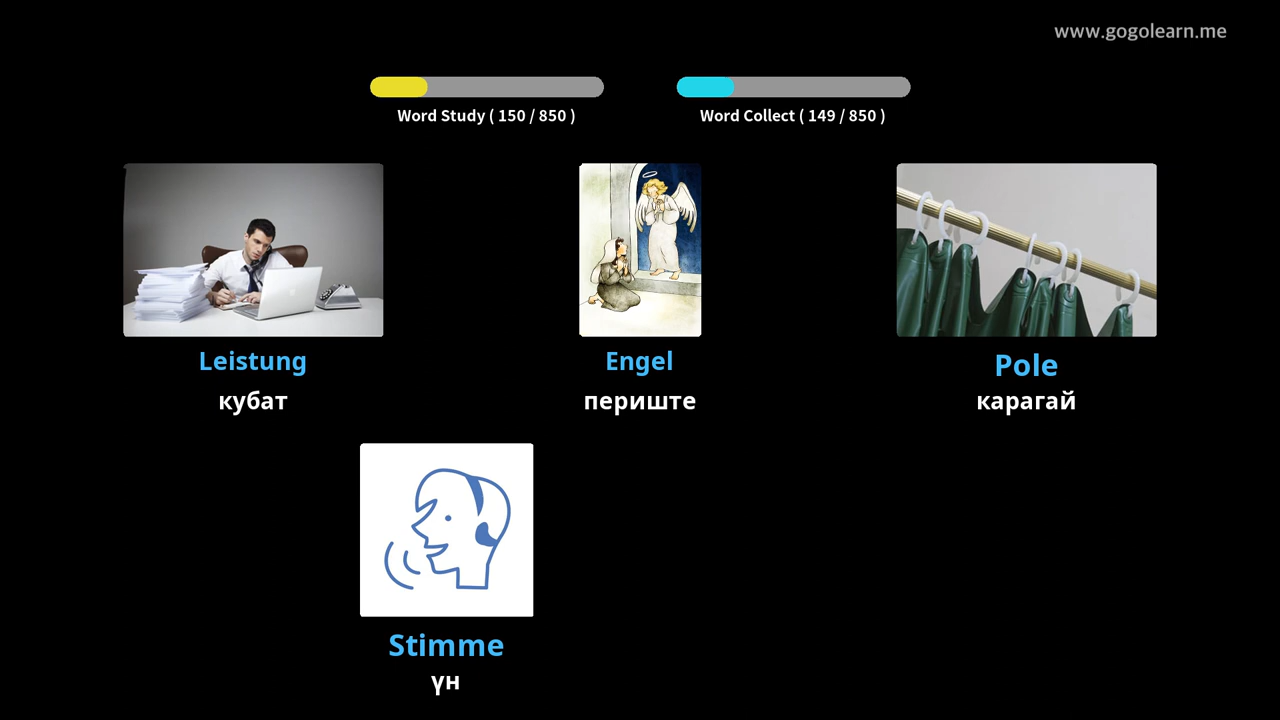 www.gogolearn.me
Word Study ( 150 / 850 )
Word Collect ( 149 / 850 )
Leistung
кубат
Engel
периште
Pole
карагай
Stimme
үн